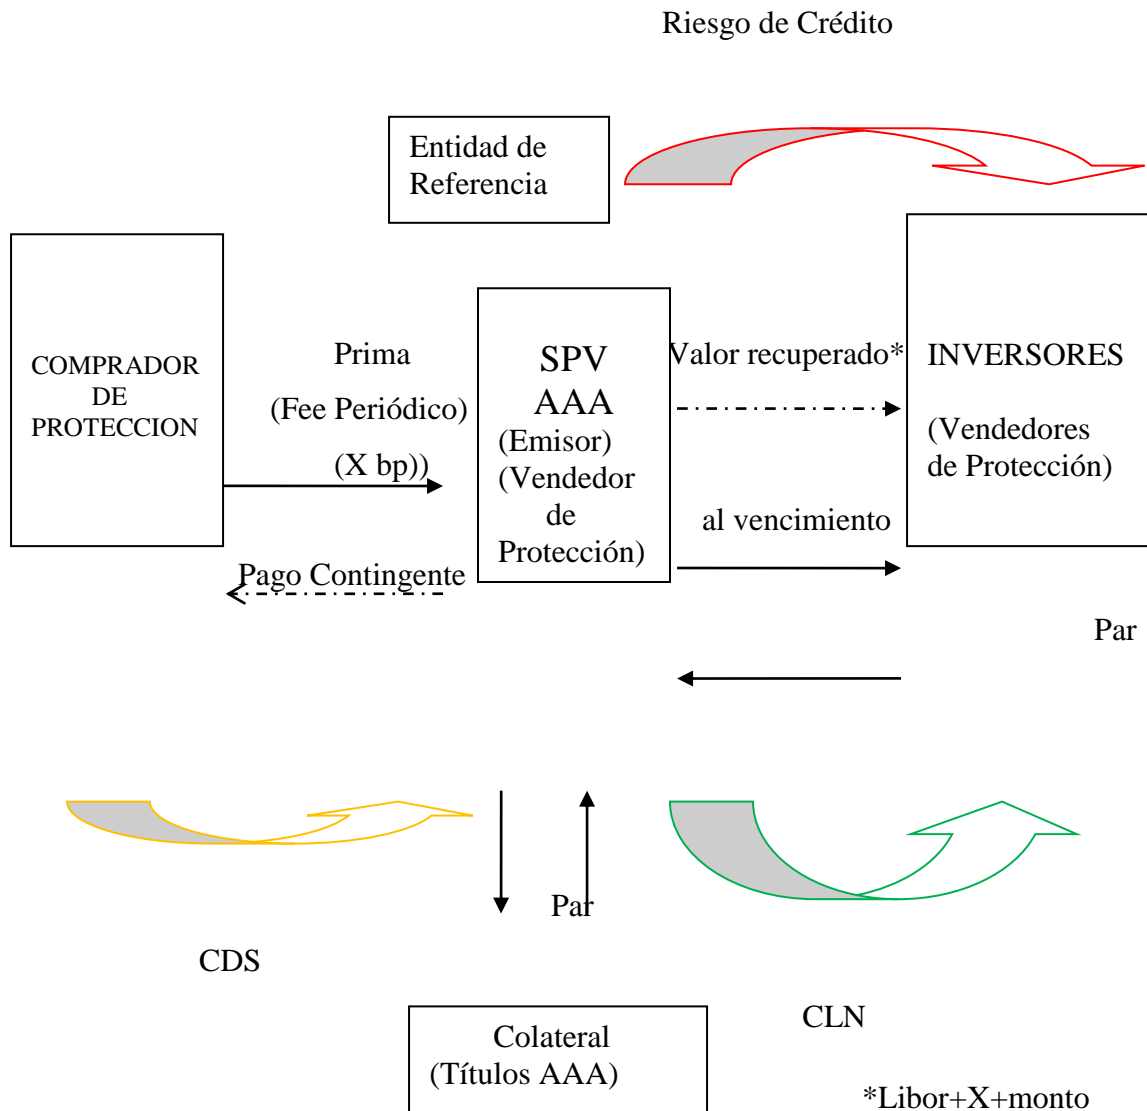 Riesgo de Crédito
Entidad de
Referencia
COMPRADOR
DE
PROTECCION
Prima
(Fee Periódico)
(X bp))
Pago Contingente
SPV
AAA
(Emisor)
(Vendedor
de
Protección)
Valor recuperado*
al vencimiento
INVERSORES
(Vendedores
de Protección)
Par
Par
CDS
CLN
Colateral
(Títulos AAA)
*Libor+X+monto